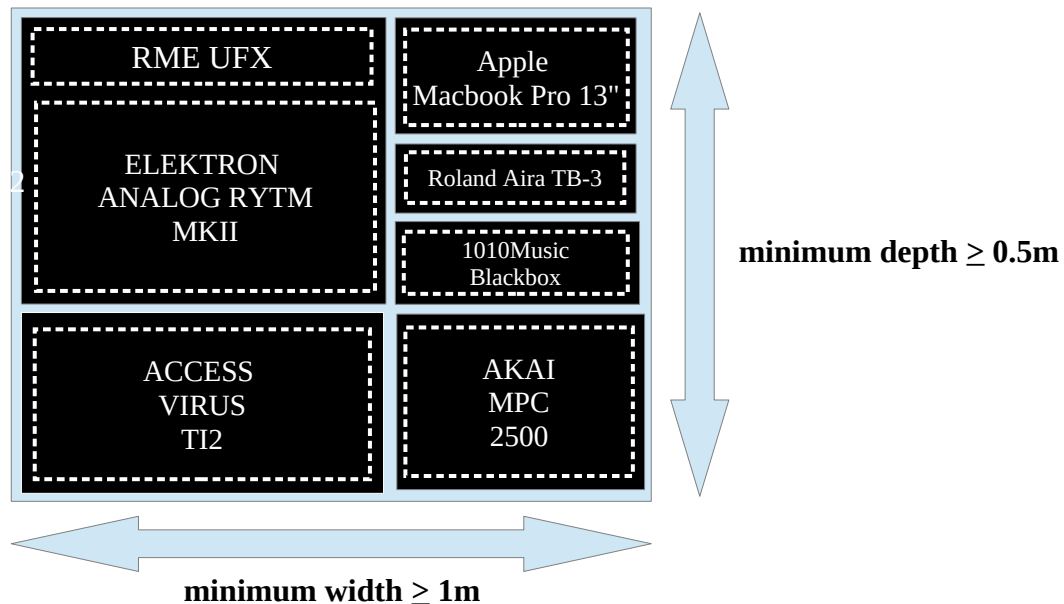 RME UFX
ELEKTRON
ANALOG RYTM
MKII
2
ACCESS
VIRUS
TI2
Apple
Macbook Pro 13"
Roland Aira TB-3
1010Music
Blackbox
AKAI
MPC
2500
minimum depth ≥ 0.5m
minimum width ≥ 1m